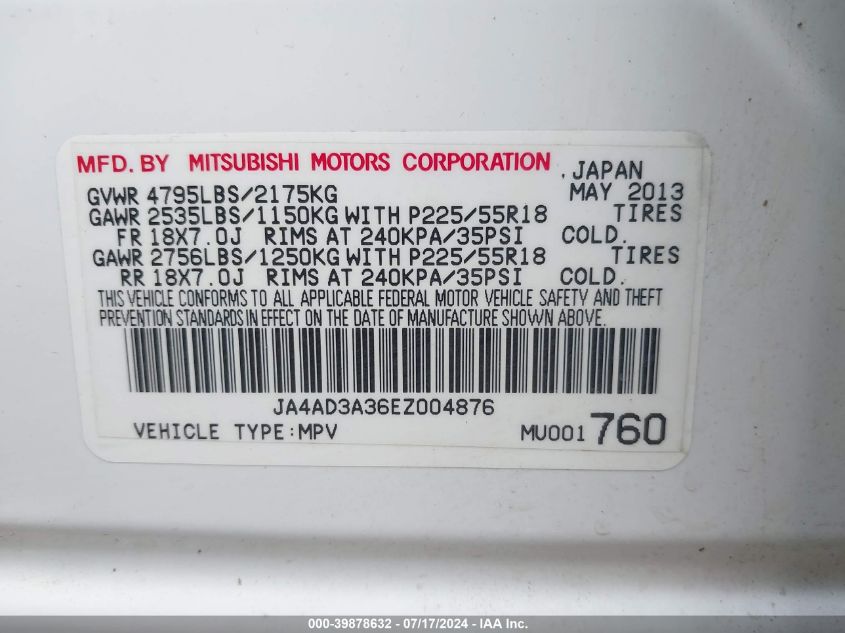 MFD. BY MITSUBISHI MOTORS CORPORATION , JAPAN
GVWR 4795LBS/2175KG MAY 2013
GAWR 2535LBS/1150KG WITH P225/55R18 TIRES
FR 18X7.0J RIMS AT 240KPA/35PSI COLD.
GAWR 2756LBS/1250KG WITH P225/55R18 TIRES
RR 18X7.0J RIMS AT 240KPA/35PSI COLD.
THIS VEHICLE CONFORMS TO ALL APPLICABLE FEDERAL MOTOR VEHICLE SAFETY AND THEFT
PREVENTION STANDARDS IN EFFECT ON THE DATE OF MANUFACTURE SHOWN ABOVE.
JA4AD3A36EZ004876
VEHICLE TYPE:MPV MU001 760
000-39878632 - 07/17/2024 - IAA Inc.